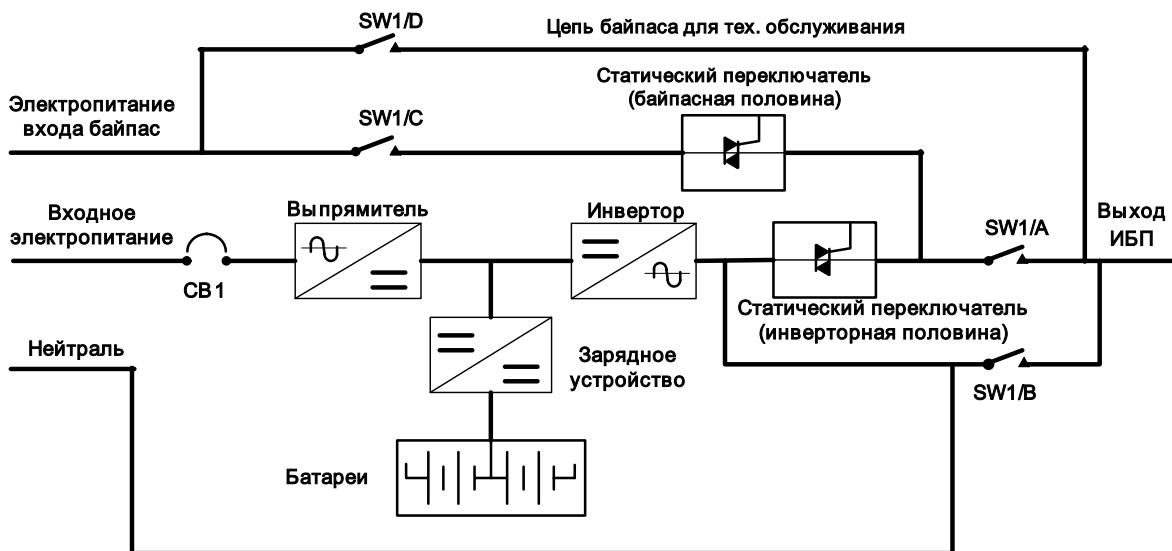 SW1/D
Цепь байпаса для тех. обслуживания
Статический переключатель
(байпасная половина)
Электропитание
входа байпас
SW1/C
Входное
электропитание
Выпрямитель
Инвертор
SW1/A
Выход
ИБП
CB1
Статический переключатель
(инверторная половина)
Нейтраль
Зарядное
устройство
SW1/B
Батареи